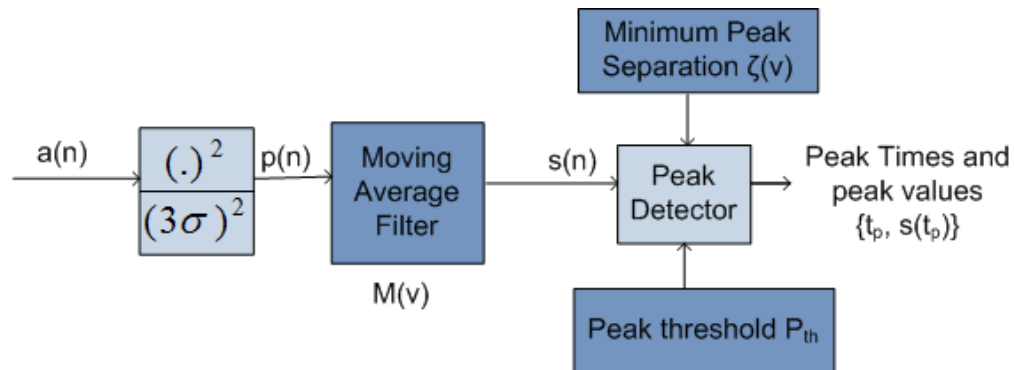 Minimum Peak
Separation ζ(v)
a(n)
(.)²
(3σ)²
p(n)
Moving
Average
Filter
M(v)
s(n)
Peak
Detector
Peak Times and
peak values
{tₚ, s(tₚ)}
Peak threshold Pₜₕ